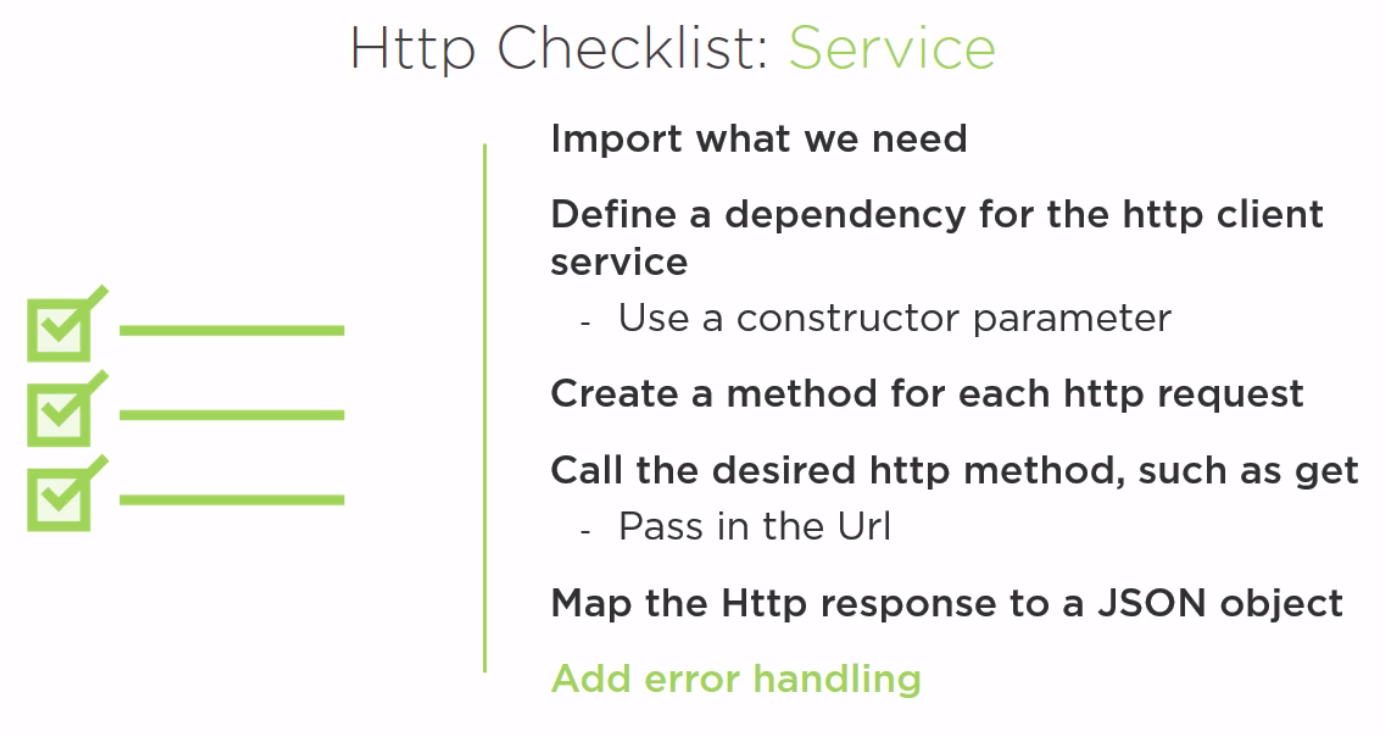 Http Checklist: Service
Import what we need
Define a dependency for the http client
service
- Use a constructor parameter
Create a method for each http request
Call the desired http method, such as get
- Pass in the Url
Map the Http response to a JSON object
Add error handling